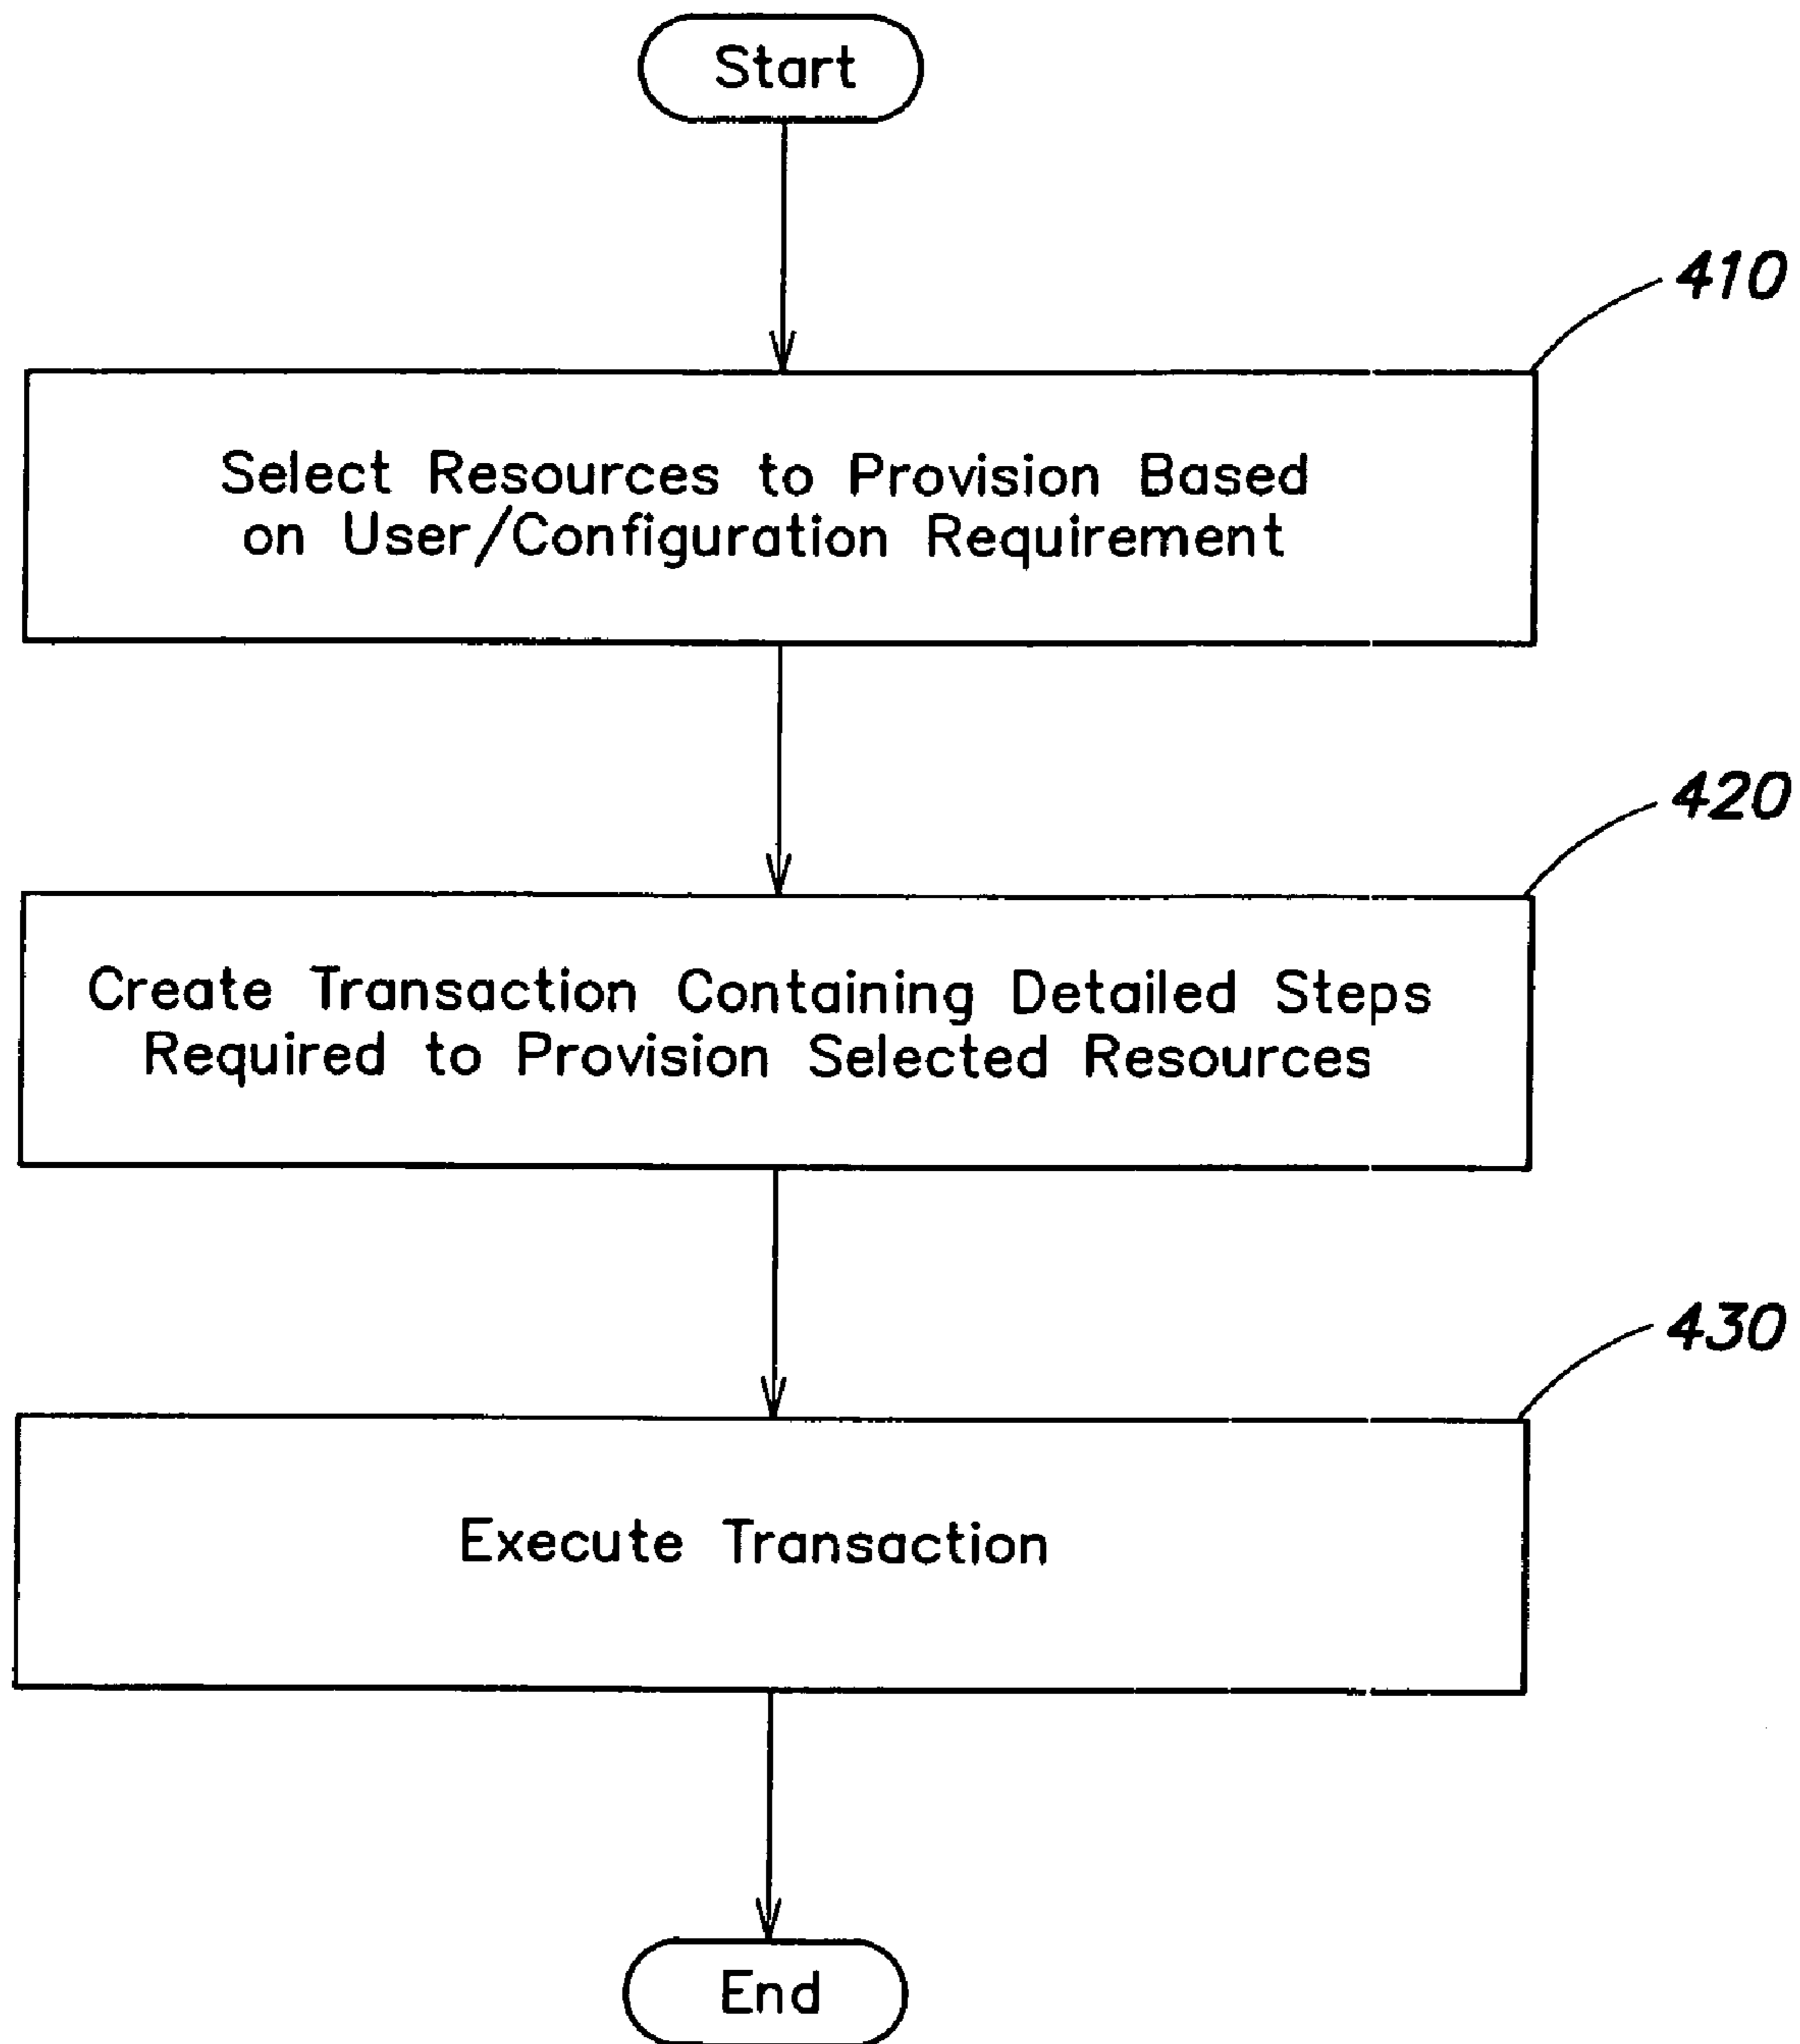 Start
410
Select Resources to Provision Based
on User/Configuration Requirement
420
Create Transaction Containing Detailed Steps
Required to Provision Selected Resources
430
Execute Transaction
End